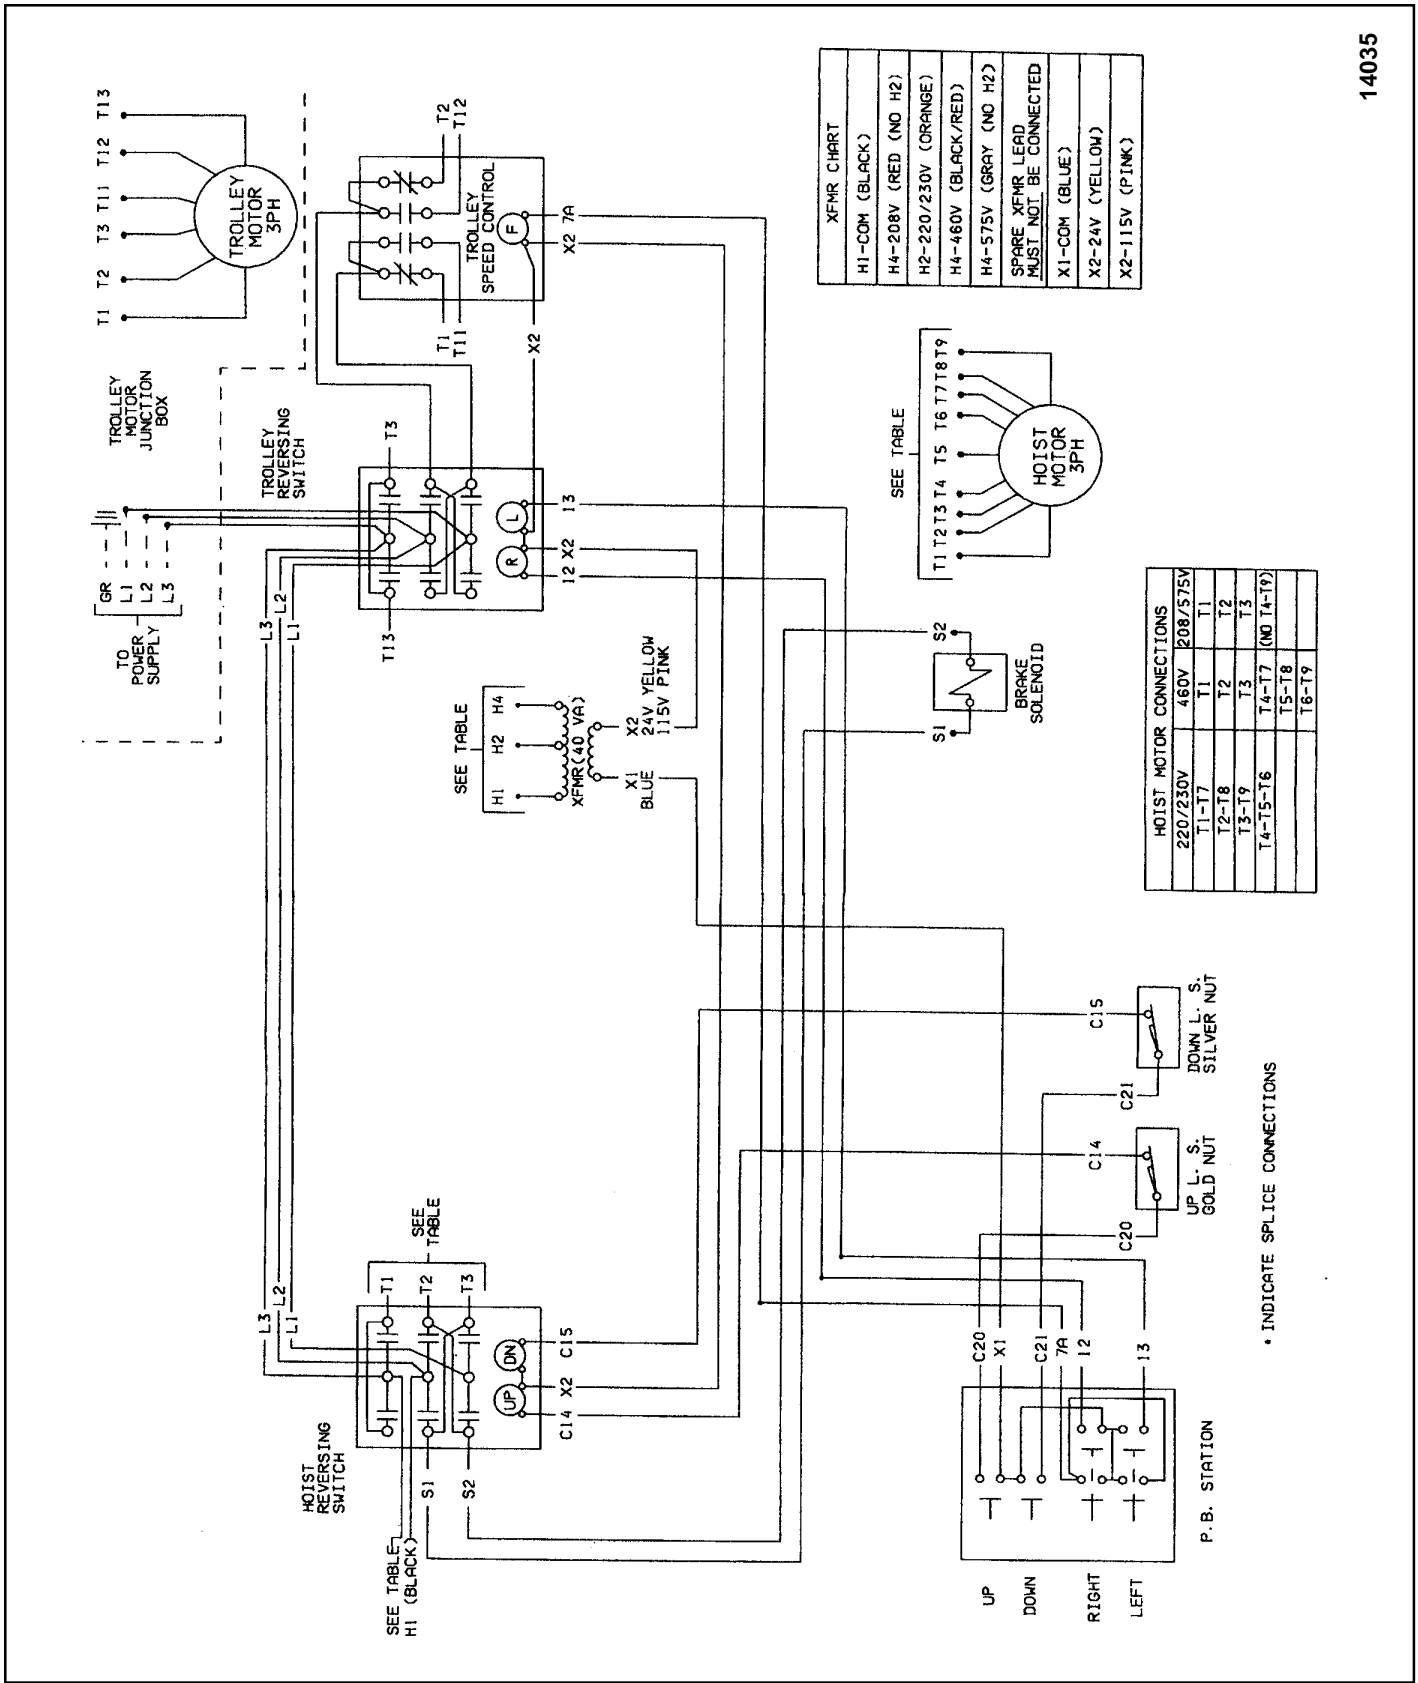 14035
TO
POWER
SUPPLY
GR
L1
L2
L3
TROLLEY
MOTOR
JUNCTION
BOX
T1 T2 T3 T11 T12 T13
TROLLEY
MOTOR
3PH
L3
L2
L1
L3
L2
L1
HOIST
REVERSING
SWITCH
SEE
TABLE
T1
T2
T3
UP
DN
C14
X2
C15
S1
S2
SEE TABLE
H1 (BLACK)
TROLLEY
REVERSING
SWITCH
T13
T3
R
L
12
X2
13
X2
TROLLEY
SPEED CONTROL
F
T1
T11
T2
T12
X2
7A
SEE TABLE
H1 H2 H4
XFMR(40 VA)
X1
BLUE
X2
24V YELLOW
115V PINK
XFMR CHART
H1-COM (BLACK)
H4-208V (RED (NO H2)
H2-220/230V (ORANGE)
H4-460V (BLACK/RED)
H4-575V (GRAY (NO H2)
SPARE XFMR LEAD
MUST NOT BE CONNECTED
X1-COM (BLUE)
X2-24V (YELLOW)
X2-115V (PINK)
SEE TABLE
T1 T2 T3 T4 T5 T6 T7 T8 T9
HOIST
MOTOR
3PH
S1
S2
BRAKE
SOLENOID
HOIST MOTOR CONNECTIONS
220/230V 460V 208/575V
T1-T7 T1 T1
T2-T8 T2 T2
T3-T9 T3 T3
T4-T5-T6 T4-T7 (NO T4-T9)
T5-T8
T6-T9
C20
X1
C21
7A
12
13
UP
DOWN
RIGHT
LEFT
P.B. STATION
C20
C14
UP L. S.
GOLD NUT
C21
C15
DOWN L. S.
SILVER NUT
• INDICATE SPLICE CONNECTIONS